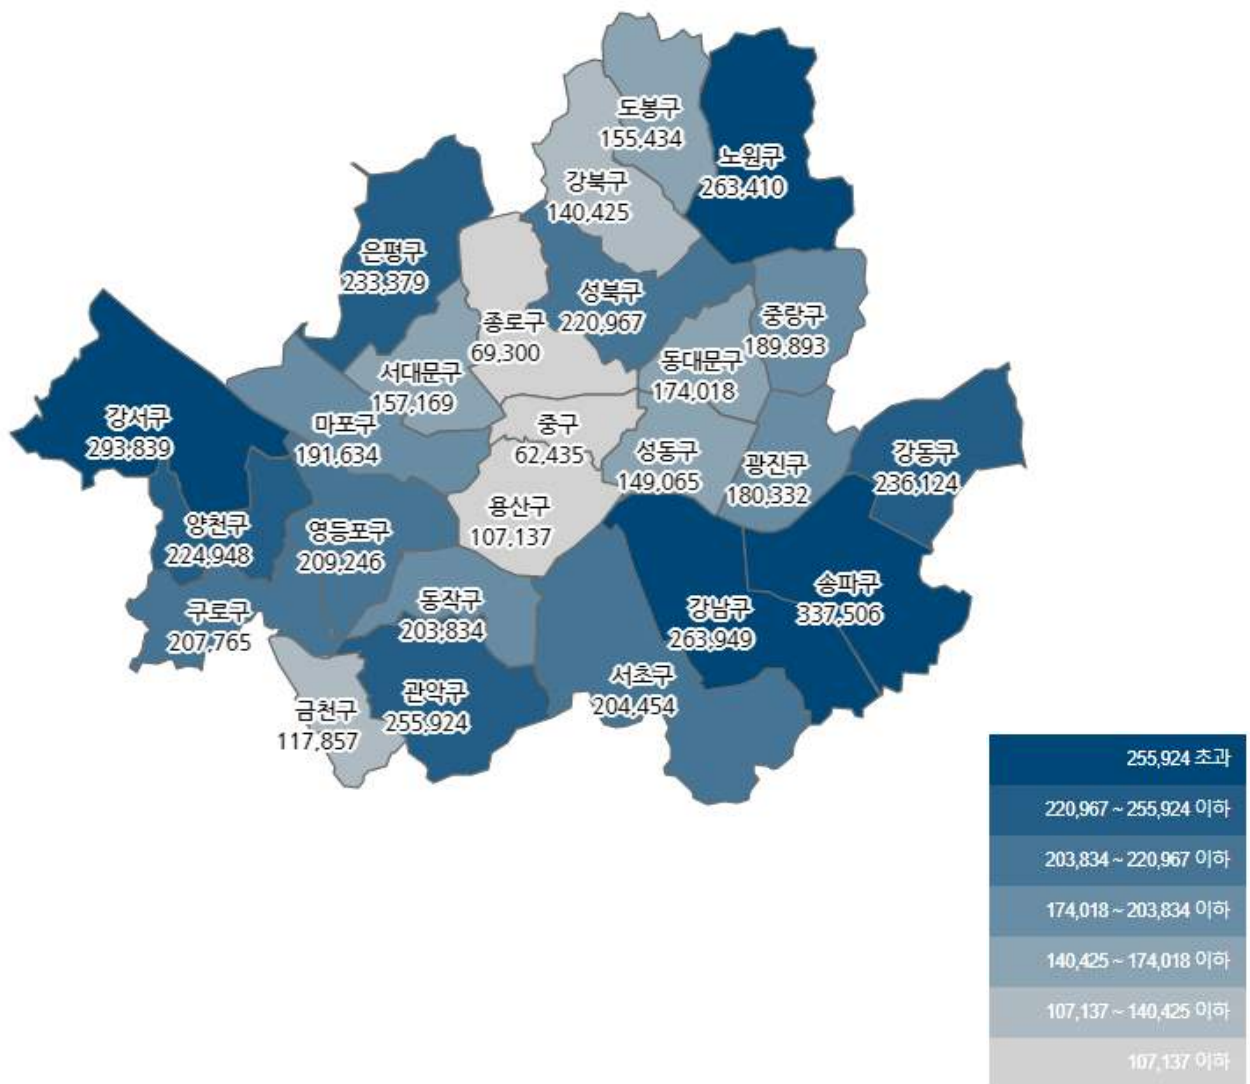 도봉구
155,434
노원구
263,410
강북구
140,425
은평구
233,379
성북구
220,967
종로구
69,300
중랑구
189,893
동대문구
174,018
서대문구
157,169
강서구
293,839
마포구
191,634
중구
62,435
성동구
149,065
광진구
180,332
강동구
236,124
양천구
224,948
영등포구
209,246
용산구
107,137
구로구
207,765
동작구
203,834
강남구
263,949
송파구
337,506
금천구
117,857
관악구
255,924
서초구
204,454
255,924 초과
220,967 ~ 255,924 이하
203,834 ~ 220,967 이하
174,018 ~ 203,834 이하
140,425 ~ 174,018 이하
107,137 ~ 140,425 이하
107,137 이하